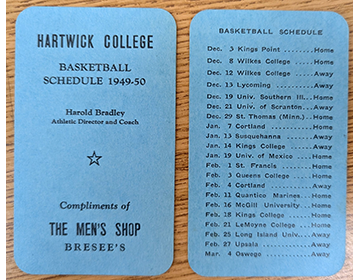 HARTWICK COLLEGE
BASKETBALL
SCHEDULE 1949-50
Harold Bradley
Athletic Director and Coach
Compliments of
THE MEN'S SHOP
BRESEE'S
BASKETBALL SCHEDULE
Dec. 3 Kings Point ........Home
Dec. 8 Wilkes College .....Home
Dec. 12 Wilkes College .....Away
Dec. 13 Lycoming ...........Away
Dec. 19 Univ. Southern Ill...Home
Dec. 21 Univ. of Scranton...Away
Dec. 29 St. Thomas (Minn.)..Home
Jan. 7 Cortland ............Home
Jan. 13 Susquehanna .......Away
Jan. 14 Kings College ......Away
Jan. 19 Univ. of Mexico ....Home
Feb. 1 St. Francis .........Home
Feb. 3 Queens College .....Home
Feb. 4 Cortland ............Away
Feb. 11 Quantico Marines...Home
Feb. 16 McGill University ...Home
Feb. 18 Kings College ......Home
Feb. 21 LeMoyne College ...Home
Feb. 25 Long Island Univ....Away
Feb. 27 Upsala .............Away
Mar. 4 Oswego .............Away